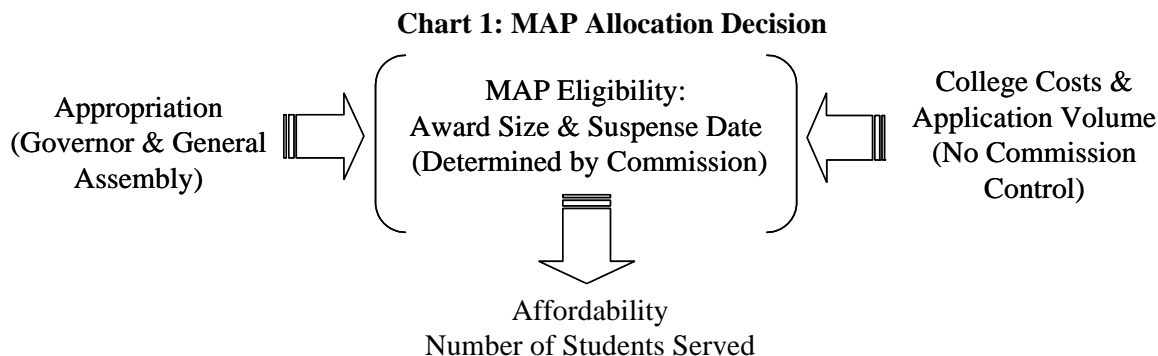 Chart 1: MAP Allocation Decision
Appropriation
(Governor & General
Assembly)
MAP Eligibility:
Award Size & Suspense Date
(Determined by Commission)
College Costs &
Application Volume
(No Commission
Control)
Affordability
Number of Students Served